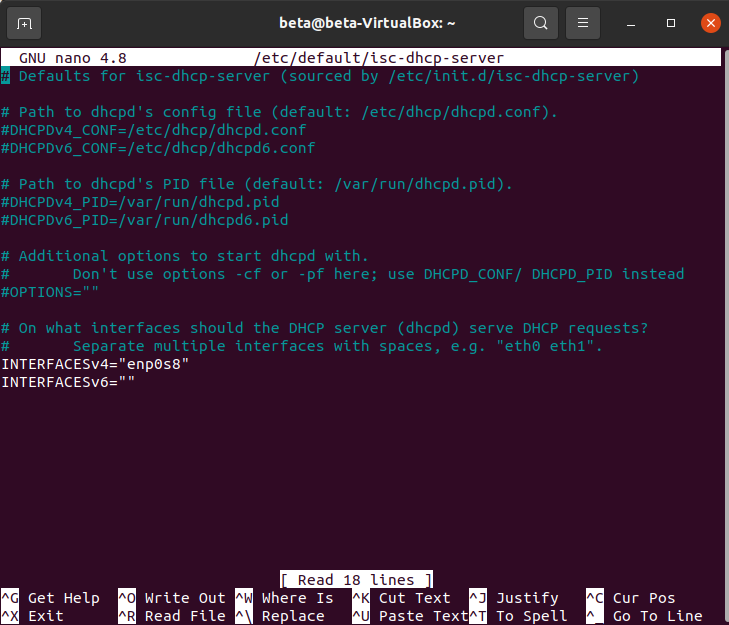 beta@beta-VirtualBox: ~
GNU nano 4.8 /etc/default/isc-dhcp-server
# Defaults for isc-dhcp-server (sourced by /etc/init.d/isc-dhcp-server)
# Path to dhcpd's config file (default: /etc/dhcp/dhcpd.conf).
#DHCPDv4_CONF=/etc/dhcp/dhcpd.conf
#DHCPDv6_CONF=/etc/dhcp/dhcpd6.conf
# Path to dhcpd's PID file (default: /var/run/dhcpd.pid).
#DHCPDv4_PID=/var/run/dhcpd.pid
#DHCPDv6_PID=/var/run/dhcpd6.pid
# Additional options to start dhcpd with.
# Don't use options -cf or -pf here; use DHCPD_CONF/ DHCPD_PID instead
#OPTIONS=""
# On what interfaces should the DHCP server (dhcpd) serve DHCP requests?
# Separate multiple interfaces with spaces, e.g. "eth0 eth1".
INTERFACESv4="enp0s8"
INTERFACESv6=""
[ Read 18 lines ]
^G Get Help ^O Write Out ^W Where Is ^K Cut Text ^J Justify ^C Cur Pos
^X Exit ^R Read File ^\ Replace ^U Paste Text ^T To Spell ^_ Go To Line